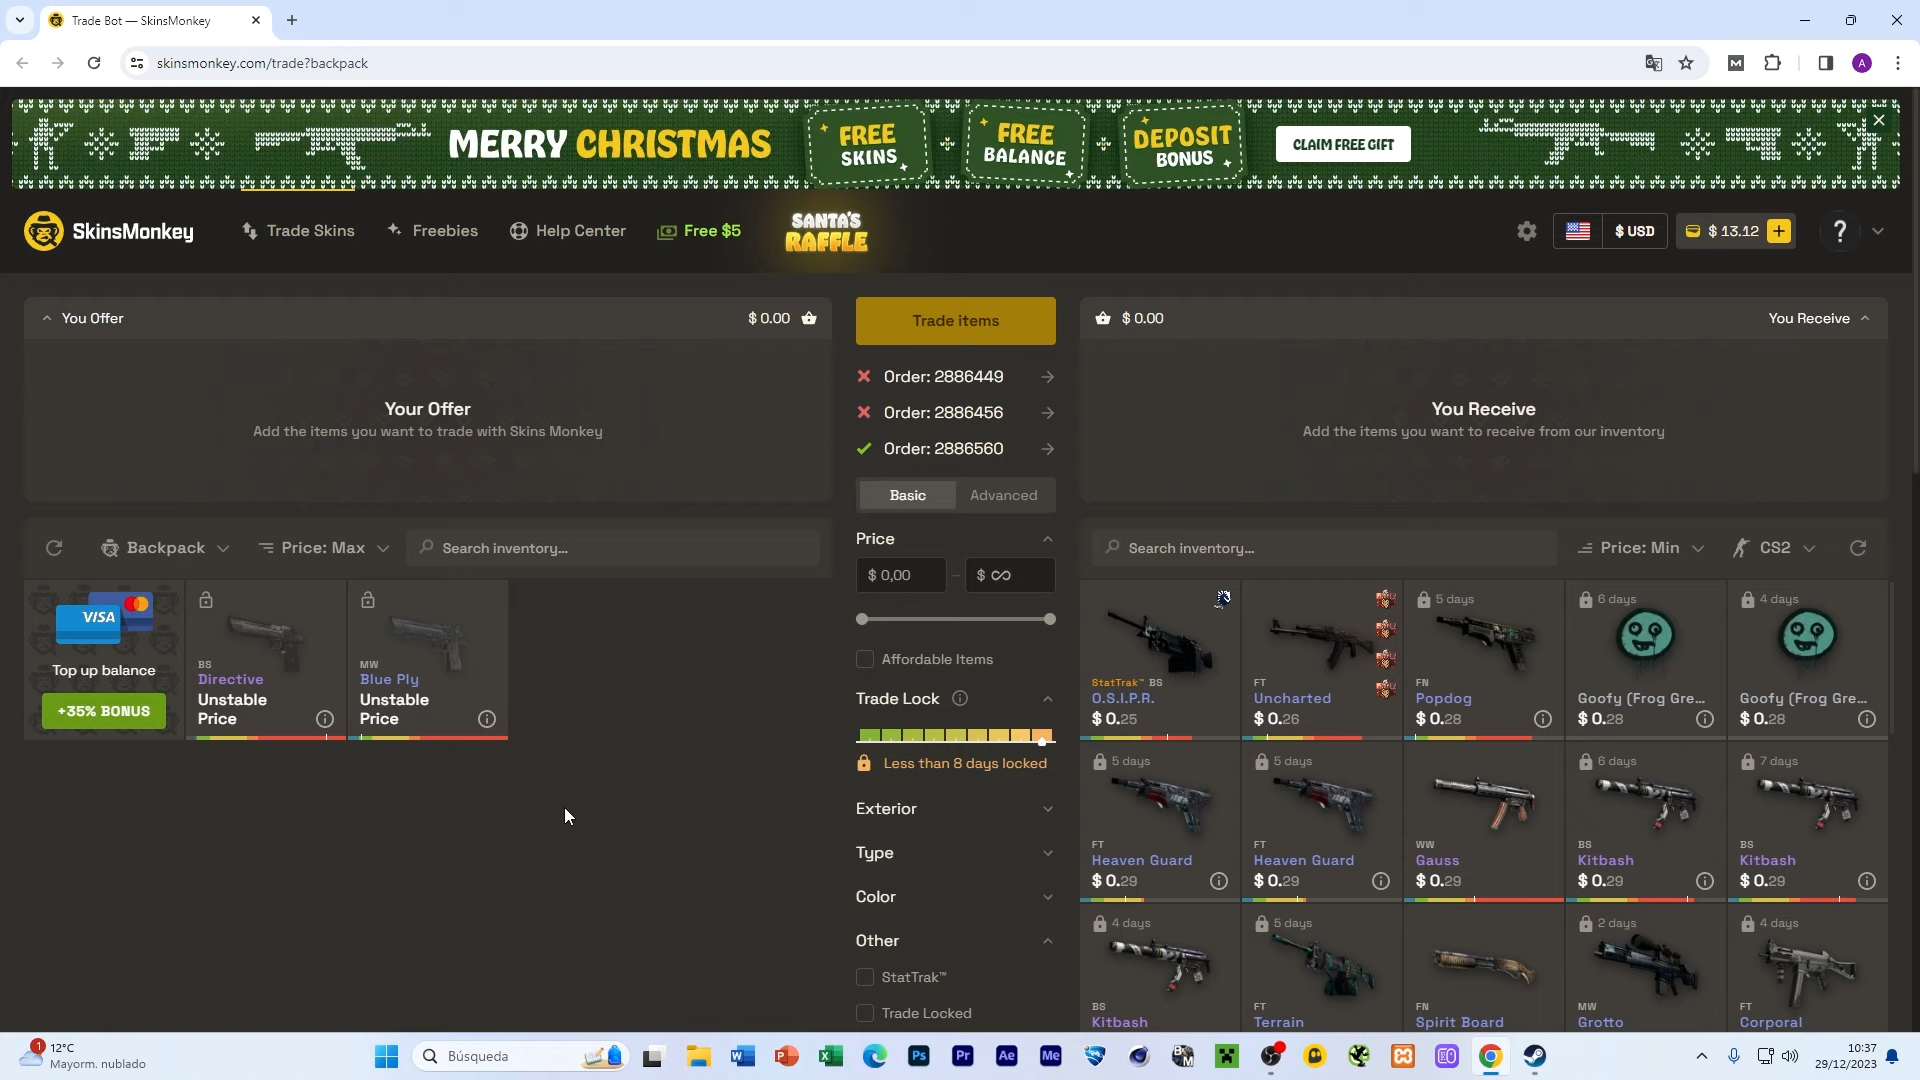 Trade Bot — SkinsMonkey
skinsmonkey.com/trade?backpack
A
MERRY CHRISTMAS
FREE
SKINS
FREE
BALANCE
DEPOSIT
BONUS
CLAIM FREE GIFT
SkinsMonkey
Trade Skins
Freebies
Help Center
Free $5
SANTA'S
RAFFLE
$ USD
$ 13.12
?
You Offer
$ 0.00
Your Offer
Add the items you want to trade with Skins Monkey
Backpack
Price: Max
Search inventory...
VISA
Top up balance
+35% BONUS
BS
Directive
Unstable
Price
MW
Blue Ply
Unstable
Price
Trade items
Order: 2886449
Order: 2886456
Order: 2886560
Basic
Advanced
Price
$ 0,00
–
$ ∞
Affordable Items
Trade Lock
Less than 8 days locked
Exterior
Type
Color
Other
StatTrak™
Trade Locked
$ 0.00
You Receive
You Receive
Add the items you want to receive from our inventory
Search inventory...
Price: Min
CS2
StatTrak™ BS
O.S.I.P.R.
$ 0.25
FT
Uncharted
$ 0.26
5 days
FN
Popdog
$ 0.28
6 days
Goofy (Frog Gre...
$ 0.28
4 days
Goofy (Frog Gre...
$ 0.28
5 days
FT
Heaven Guard
$ 0.29
5 days
FT
Heaven Guard
$ 0.29
WW
Gauss
$ 0.29
6 days
BS
Kitbash
$ 0.29
7 days
BS
Kitbash
$ 0.29
4 days
BS
Kitbash
5 days
FT
Terrain
FN
Spirit Board
2 days
MW
Grotto
4 days
FT
Corporal
1
12°C
Mayorm. nublado
Búsqueda
Ps
Pr
Ae
Me
10:37
29/12/2023